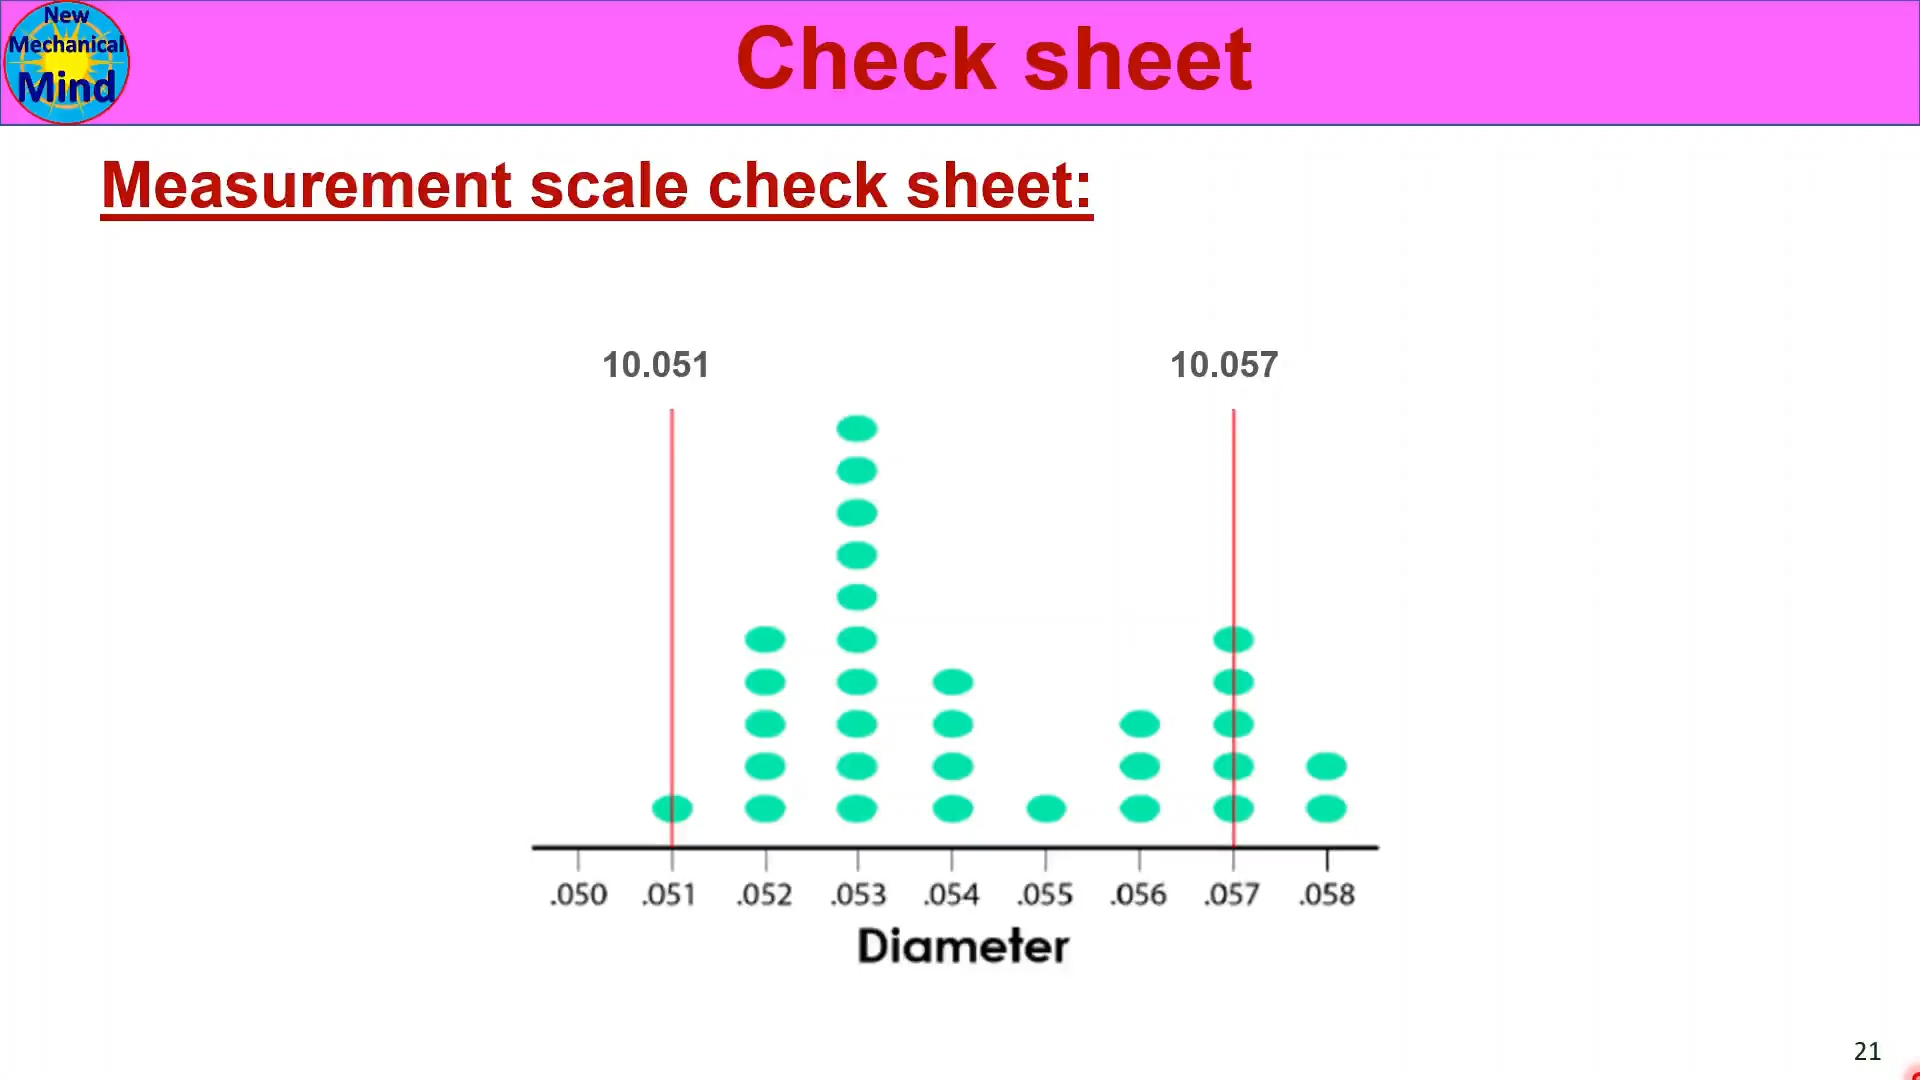 New
Mechanical
Mind
Check sheet
Measurement scale check sheet:
10.051 10.057
.050 .051 .052 .053 .054 .055 .056 .057 .058
Diameter
21